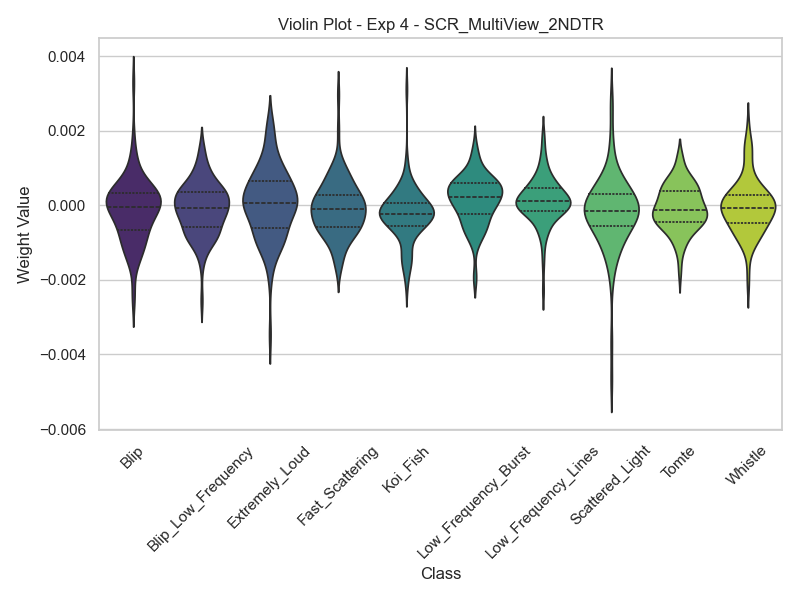 Violin Plot - Exp 4 - SCR_MultiView_2NDTR
0.004
0.002
0.000
−0.002
−0.004
−0.006
Weight Value
Blip
Blip_Low_Frequency
Extremely_Loud
Fast_Scattering
Koi_Fish
Low_Frequency_Burst
Low_Frequency_Lines
Scattered_Light
Tomte
Whistle
Class